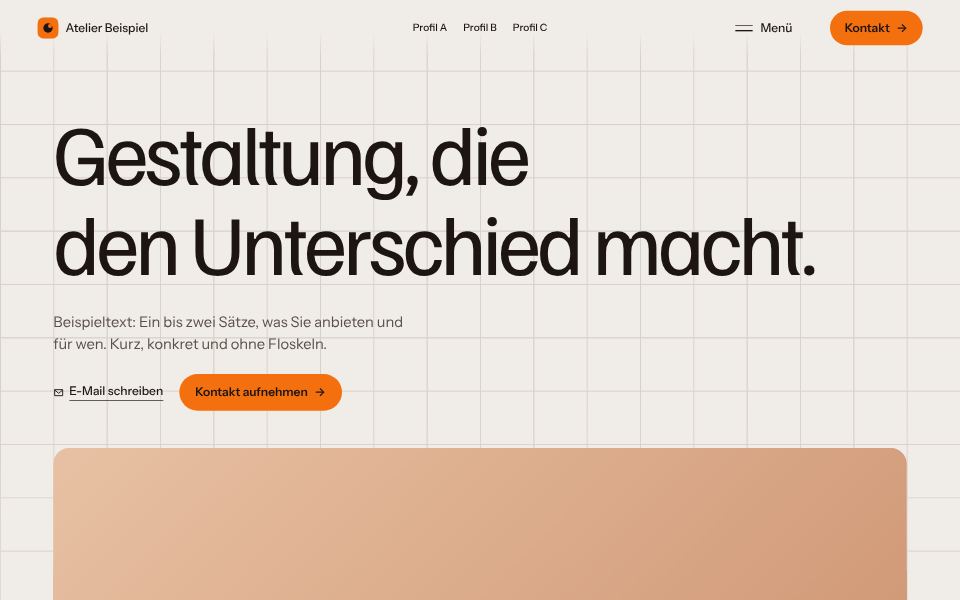 Atelier Beispiel
Profil A Profil B Profil C
Menü
Kontakt →
Gestaltung, die
den Unterschied macht.
Beispieltext: Ein bis zwei Sätze, was Sie anbieten und
für wen. Kurz, konkret und ohne Floskeln.
E-Mail schreiben
Kontakt aufnehmen →